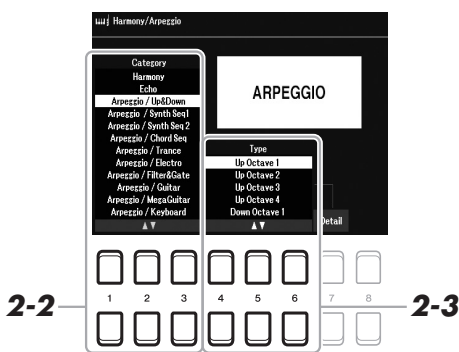 Harmony/Arpeggio
Category
Harmony
Echo
Arpeggio / Up&Down
Arpeggio / Synth Seq1
Arpeggio / Synth Seq 2
Arpeggio / Chord Seq
Arpeggio / Trance
Arpeggio / Electro
Arpeggio / Filter&Gate
Arpeggio / Guitar
Arpeggio / MegaGuitar
Arpeggio / Keyboard
▲▼
ARPEGGIO
Type
Up Octave 1
Up Octave 2
Up Octave 3
Up Octave 4
Down Octave 1
▲▼
Detail
1 2 3 4 5 6 7 8
2-2
2-3